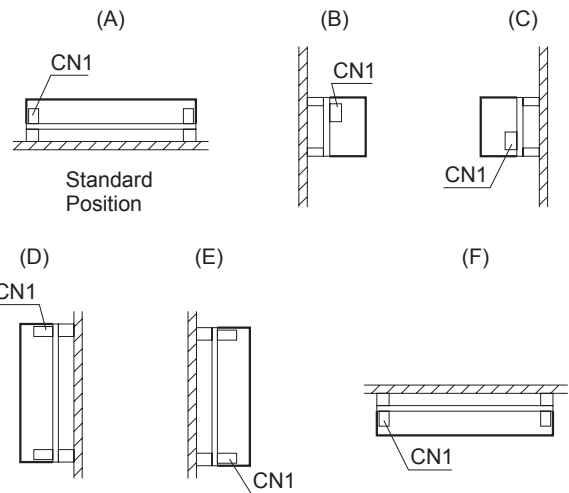 (A)
CN1
Standard
Position
(B)
CN1
(C)
CN1
(D)
CN1
(E)
CN1
(F)
CN1